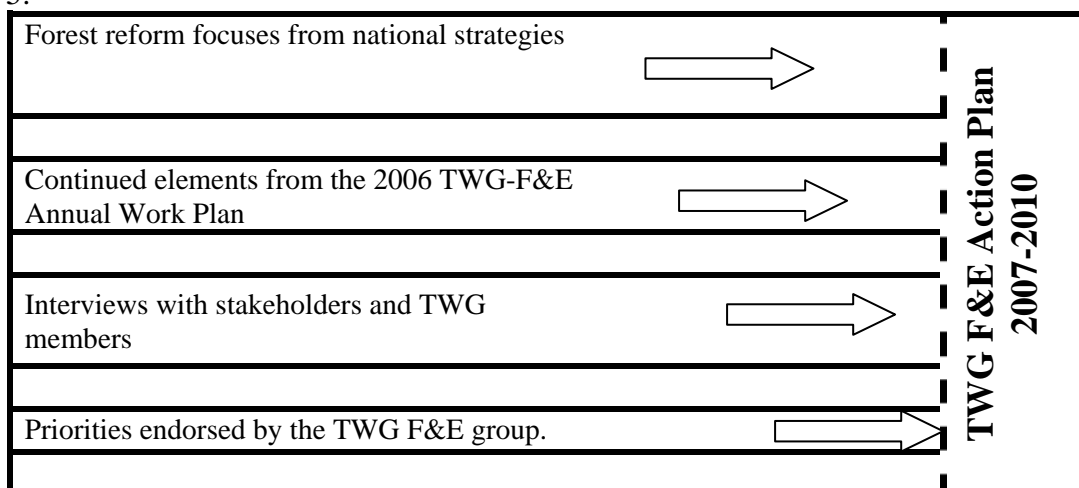 Forest reform focuses from national strategies
Continued elements from the 2006 TWG-F&E
Annual Work Plan
Interviews with stakeholders and TWG
members
Priorities endorsed by the TWG F&E group.
TWG F&E Action Plan
2007-2010